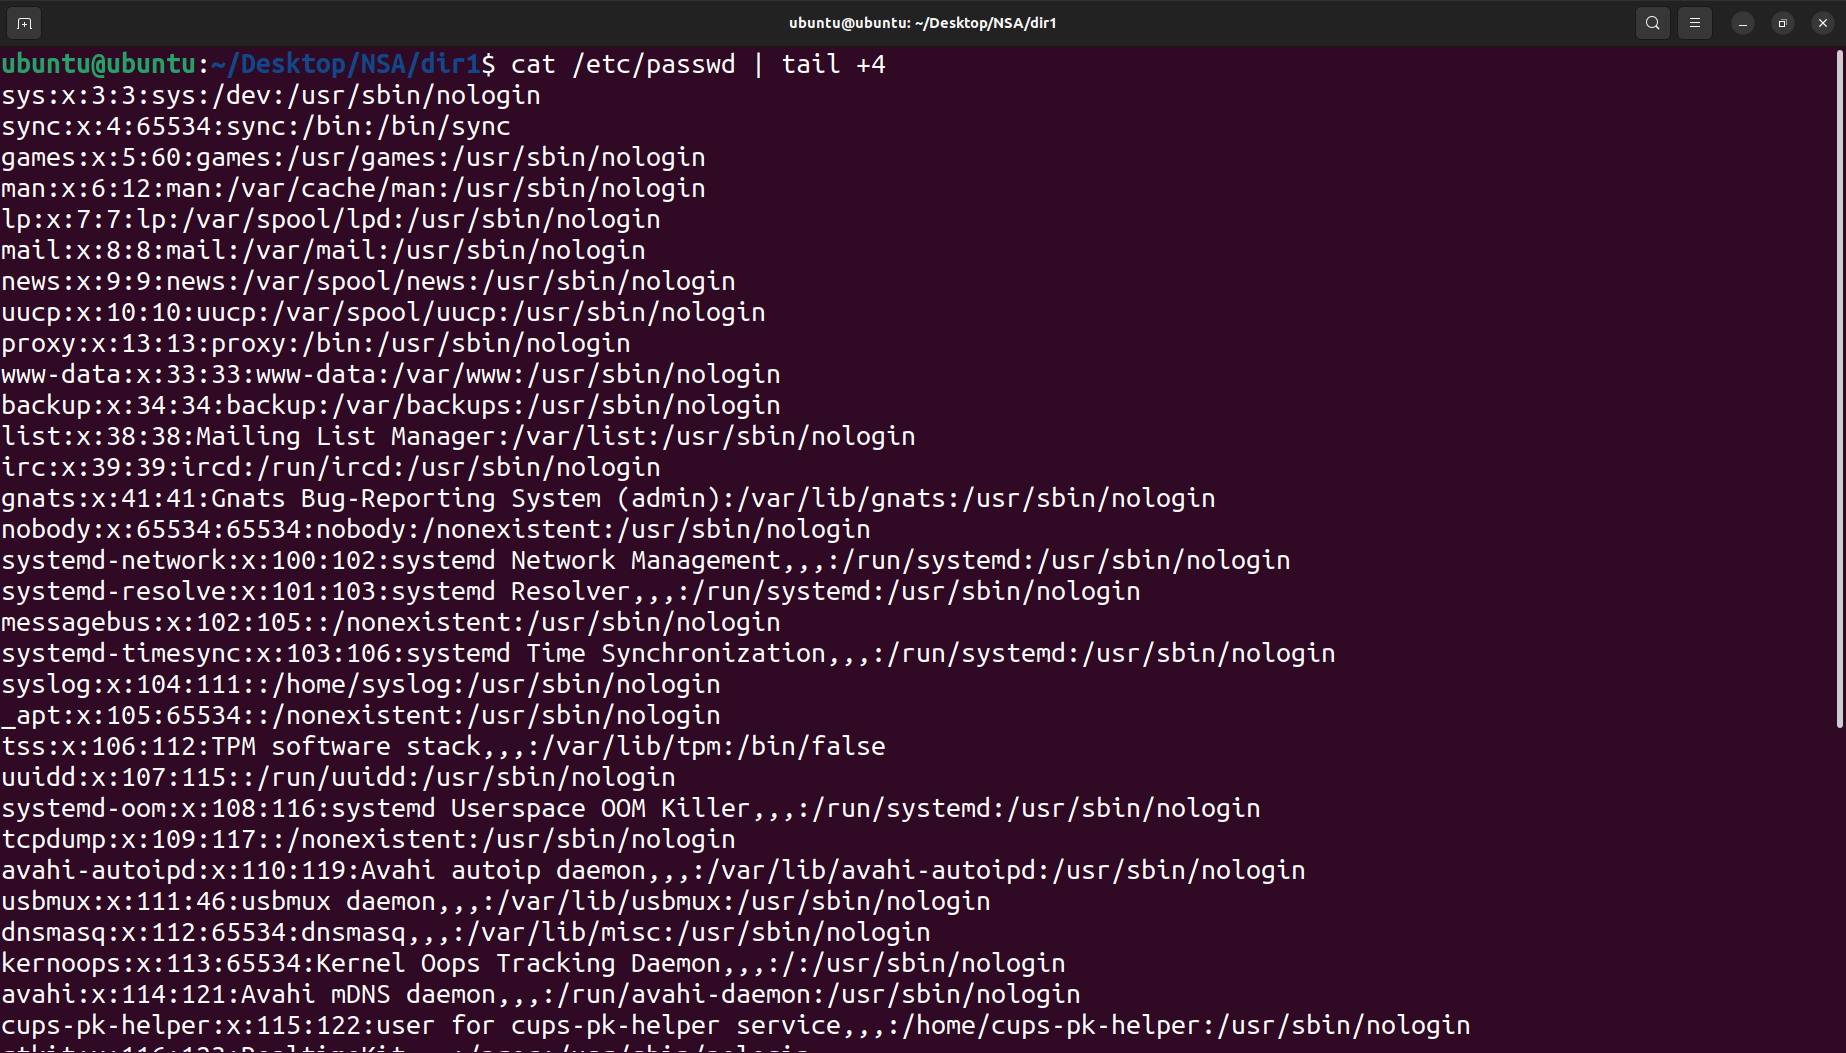 ubuntu@ubuntu: ~/Desktop/NSA/dir1
ubuntu@ubuntu:~/Desktop/NSA/dir1$ cat /etc/passwd | tail +4
sys:x:3:3:sys:/dev:/usr/sbin/nologin
sync:x:4:65534:sync:/bin:/bin/sync
games:x:5:60:games:/usr/games:/usr/sbin/nologin
man:x:6:12:man:/var/cache/man:/usr/sbin/nologin
lp:x:7:7:lp:/var/spool/lpd:/usr/sbin/nologin
mail:x:8:8:mail:/var/mail:/usr/sbin/nologin
news:x:9:9:news:/var/spool/news:/usr/sbin/nologin
uucp:x:10:10:uucp:/var/spool/uucp:/usr/sbin/nologin
proxy:x:13:13:proxy:/bin:/usr/sbin/nologin
www-data:x:33:33:www-data:/var/www:/usr/sbin/nologin
backup:x:34:34:backup:/var/backups:/usr/sbin/nologin
list:x:38:38:Mailing List Manager:/var/list:/usr/sbin/nologin
irc:x:39:39:ircd:/run/ircd:/usr/sbin/nologin
gnats:x:41:41:Gnats Bug-Reporting System (admin):/var/lib/gnats:/usr/sbin/nologin
nobody:x:65534:65534:nobody:/nonexistent:/usr/sbin/nologin
systemd-network:x:100:102:systemd Network Management,,,:/run/systemd:/usr/sbin/nologin
systemd-resolve:x:101:103:systemd Resolver,,,:/run/systemd:/usr/sbin/nologin
messagebus:x:102:105::/nonexistent:/usr/sbin/nologin
systemd-timesync:x:103:106:systemd Time Synchronization,,,:/run/systemd:/usr/sbin/nologin
syslog:x:104:111::/home/syslog:/usr/sbin/nologin
_apt:x:105:65534::/nonexistent:/usr/sbin/nologin
tss:x:106:112:TPM software stack,,,:/var/lib/tpm:/bin/false
uuidd:x:107:115::/run/uuidd:/usr/sbin/nologin
systemd-oom:x:108:116:systemd Userspace OOM Killer,,,:/run/systemd:/usr/sbin/nologin
tcpdump:x:109:117::/nonexistent:/usr/sbin/nologin
avahi-autoipd:x:110:119:Avahi autoip daemon,,,:/var/lib/avahi-autoipd:/usr/sbin/nologin
usbmux:x:111:46:usbmux daemon,,,:/var/lib/usbmux:/usr/sbin/nologin
dnsmasq:x:112:65534:dnsmasq,,,:/var/lib/misc:/usr/sbin/nologin
kernoops:x:113:65534:Kernel Oops Tracking Daemon,,,:/:/usr/sbin/nologin
avahi:x:114:121:Avahi mDNS daemon,,,:/run/avahi-daemon:/usr/sbin/nologin
cups-pk-helper:x:115:122:user for cups-pk-helper service,,,:/home/cups-pk-helper:/usr/sbin/nologin